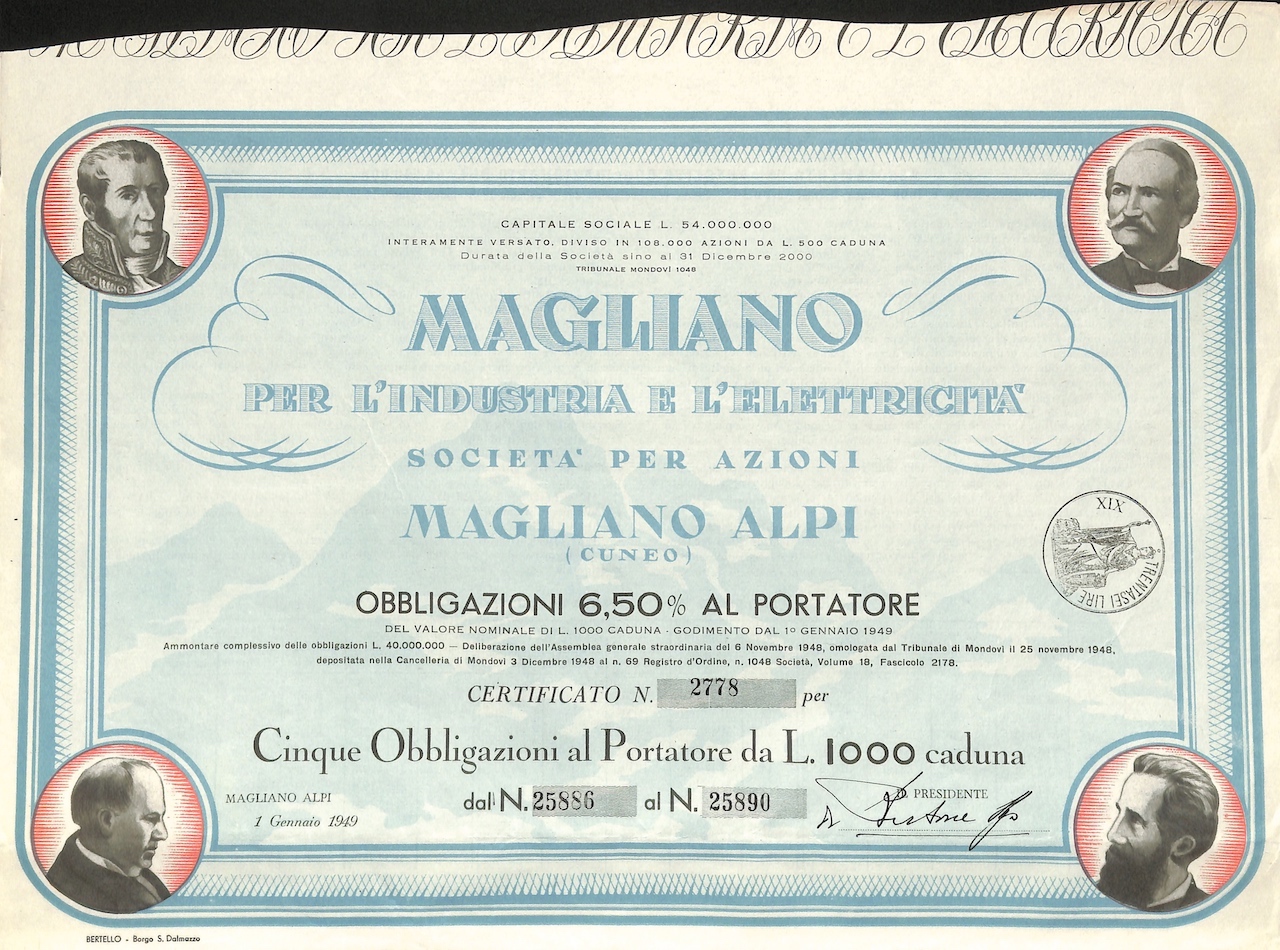 CAPITALE SOCIALE L. 54.000.000
INTERAMENTE VERSATO, DIVISO IN 108.000 AZIONI DA L. 500 CADUNA
Durata della Società sino al 31 Dicembre 2000
TRIBUNALE MONDOVÌ 1048
MAGLIANO
PER L'INDUSTRIA E L'ELETTRICITA'
SOCIETA' PER AZIONI
MAGLIANO ALPI
(CUNEO)
XIX
TRENTASEI LIRE
OBBLIGAZIONI 6,50% AL PORTATORE
DEL VALORE NOMINALE DI L. 1000 CADUNA - GODIMENTO DAL 1º GENNAIO 1949
Ammontare complessivo delle obbligazioni L. 40.000.000 — Deliberazione dell'Assemblea generale straordinaria del 6 Novembre 1948, omologata dal Tribunale di Mondovì il 25 novembre 1948,
depositata nella Cancelleria di Mondovì 3 Dicembre 1948 al n. 69 Registro d'Ordine, n. 1048 Società, Volume 18, Fascicolo 2178.
CERTIFICATO N. 2778 per
Cinque Obbligazioni al Portatore da L. 1000 caduna
dal N. 25886 al N. 25890
MAGLIANO ALPI
1 Gennaio 1949
IL PRESIDENTE
BERTELLO - Borgo S. Dalmazzo